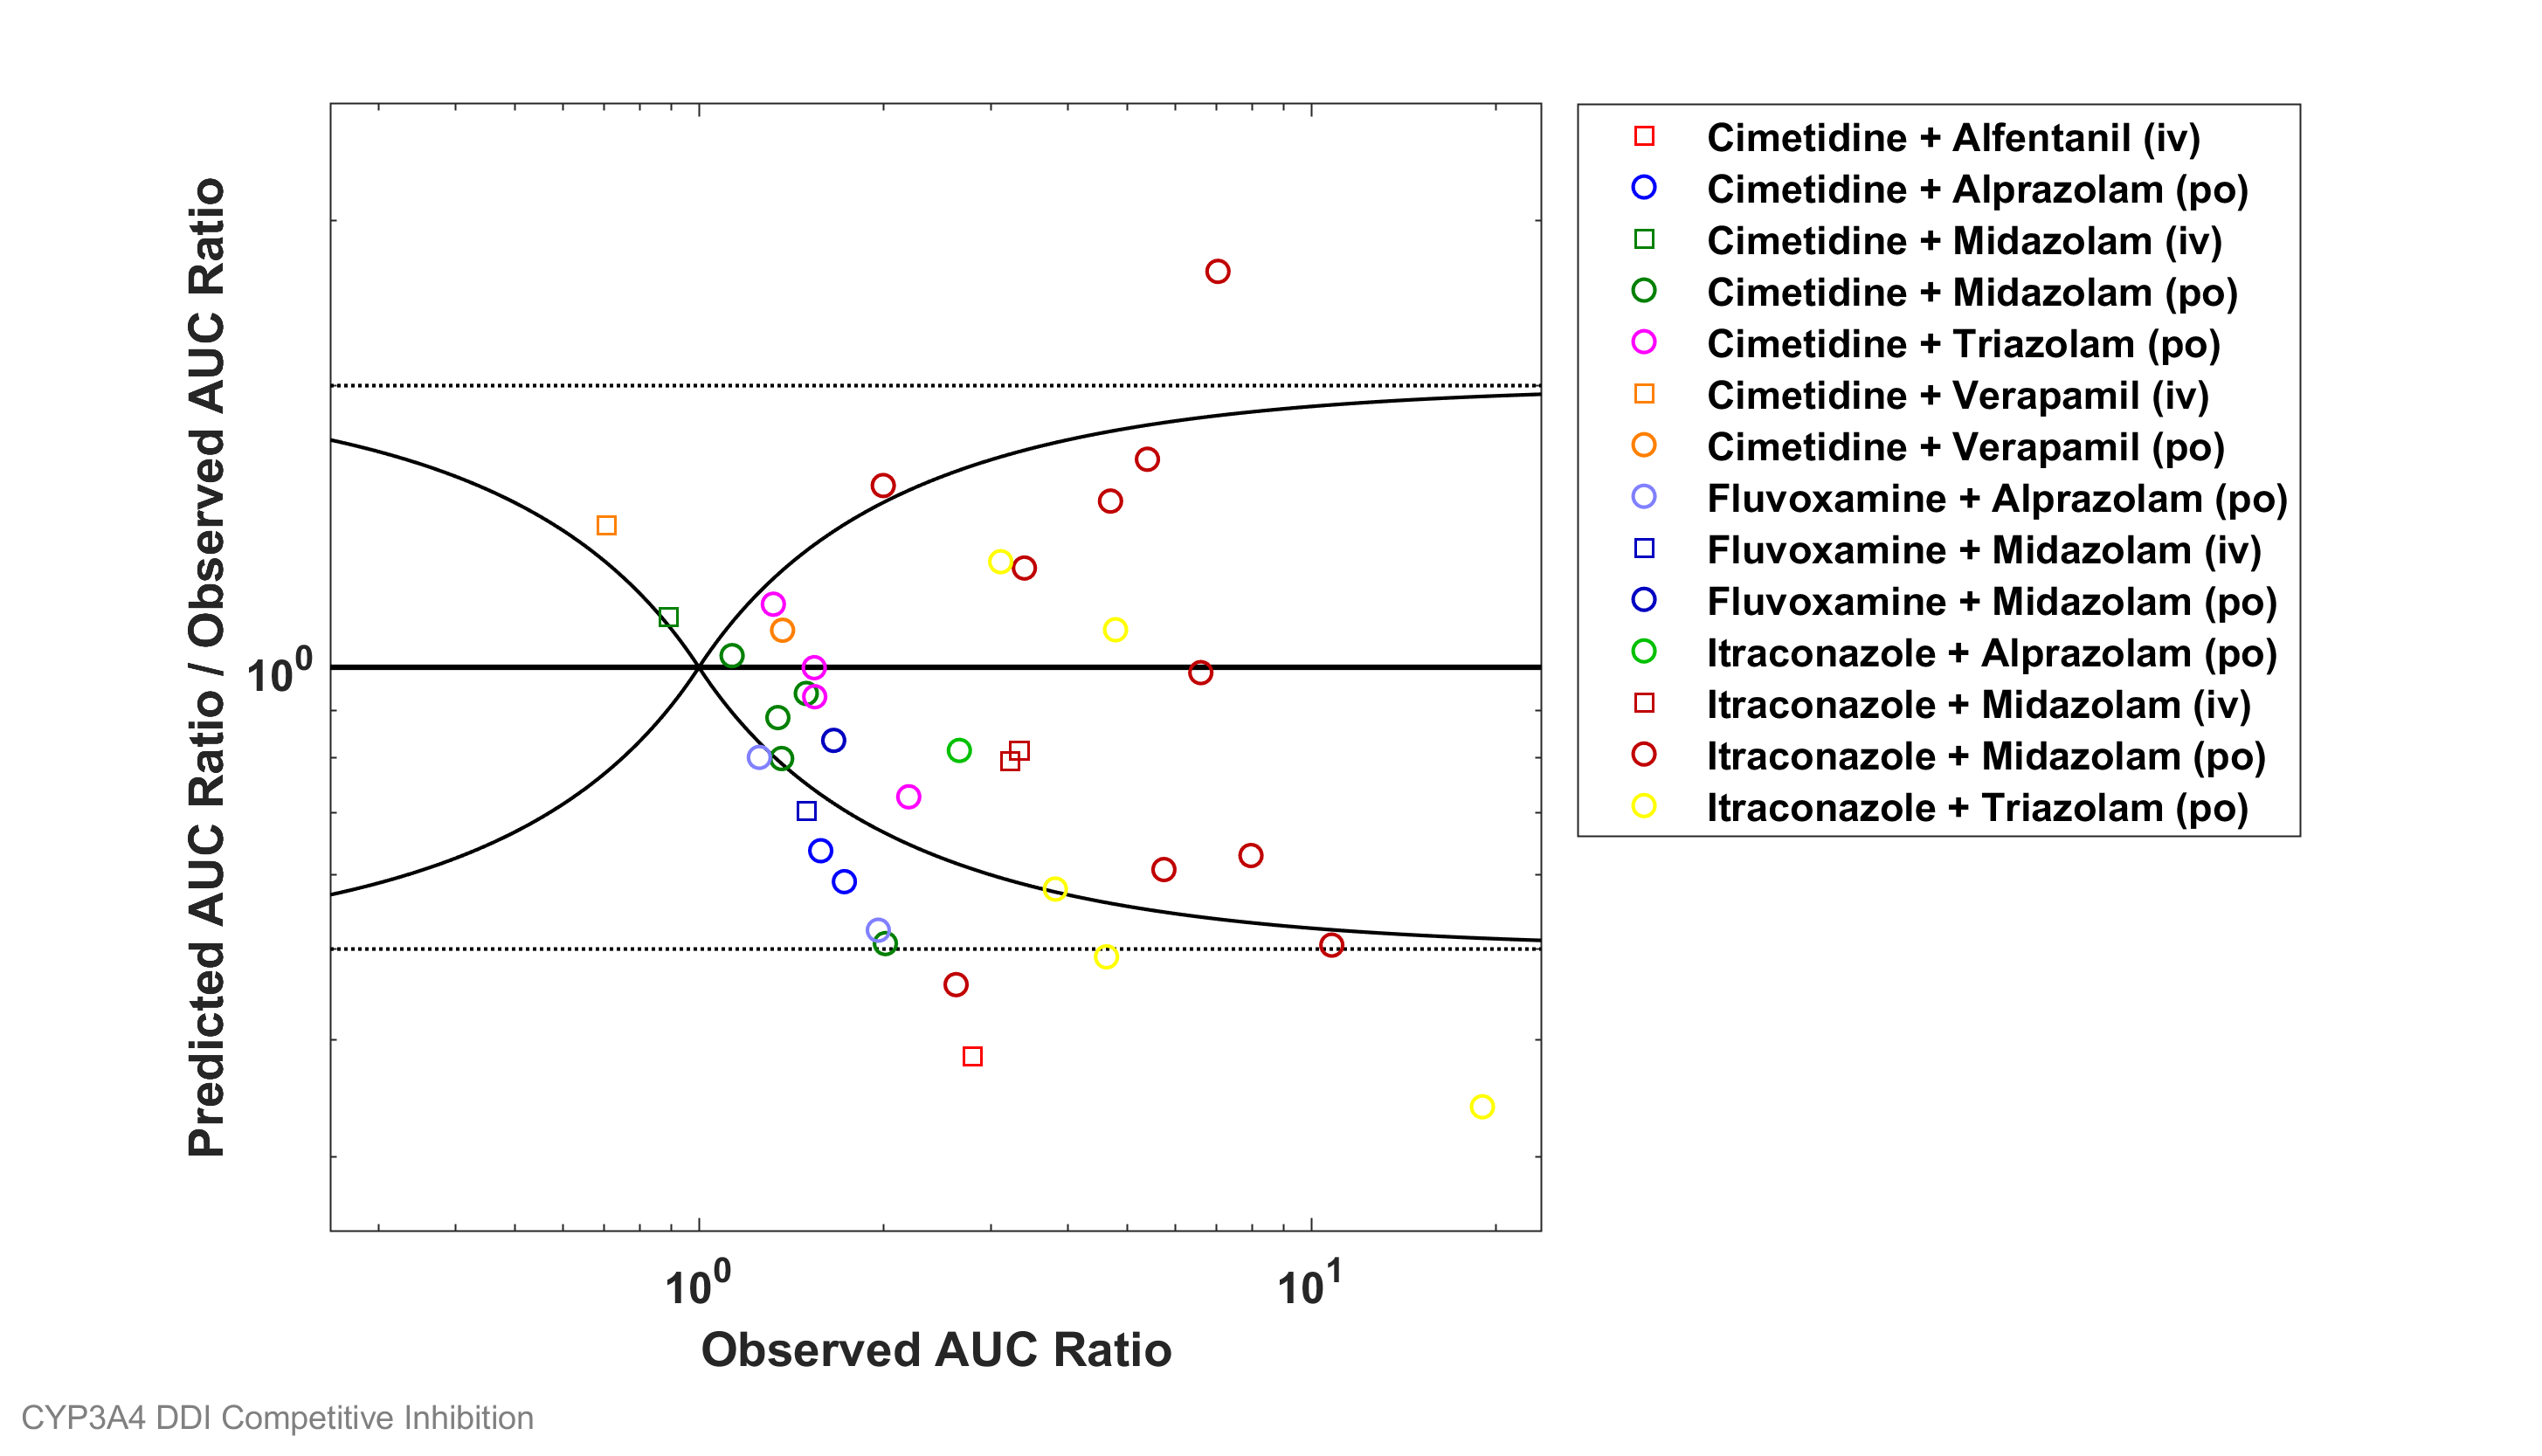 Predicted AUC Ratio / Observed AUC Ratio
10^0
10^0
10^1
Observed AUC Ratio
Cimetidine + Alfentanil (iv)
Cimetidine + Alprazolam (po)
Cimetidine + Midazolam (iv)
Cimetidine + Midazolam (po)
Cimetidine + Triazolam (po)
Cimetidine + Verapamil (iv)
Cimetidine + Verapamil (po)
Fluvoxamine + Alprazolam (po)
Fluvoxamine + Midazolam (iv)
Fluvoxamine + Midazolam (po)
Itraconazole + Alprazolam (po)
Itraconazole + Midazolam (iv)
Itraconazole + Midazolam (po)
Itraconazole + Triazolam (po)
CYP3A4 DDI Competitive Inhibition